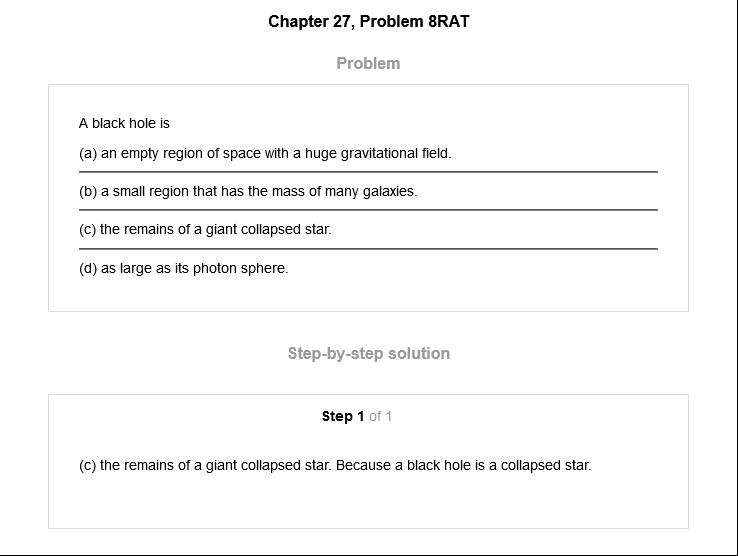 Chapter 27, Problem 8RAT
Problem
A black hole is
(a) an empty region of space with a huge gravitational field.
(b) a small region that has the mass of many galaxies.
(c) the remains of a giant collapsed star.
(d) as large as its photon sphere.
Step-by-step solution
Step 1 of 1
(c) the remains of a giant collapsed star. Because a black hole is a collapsed star.